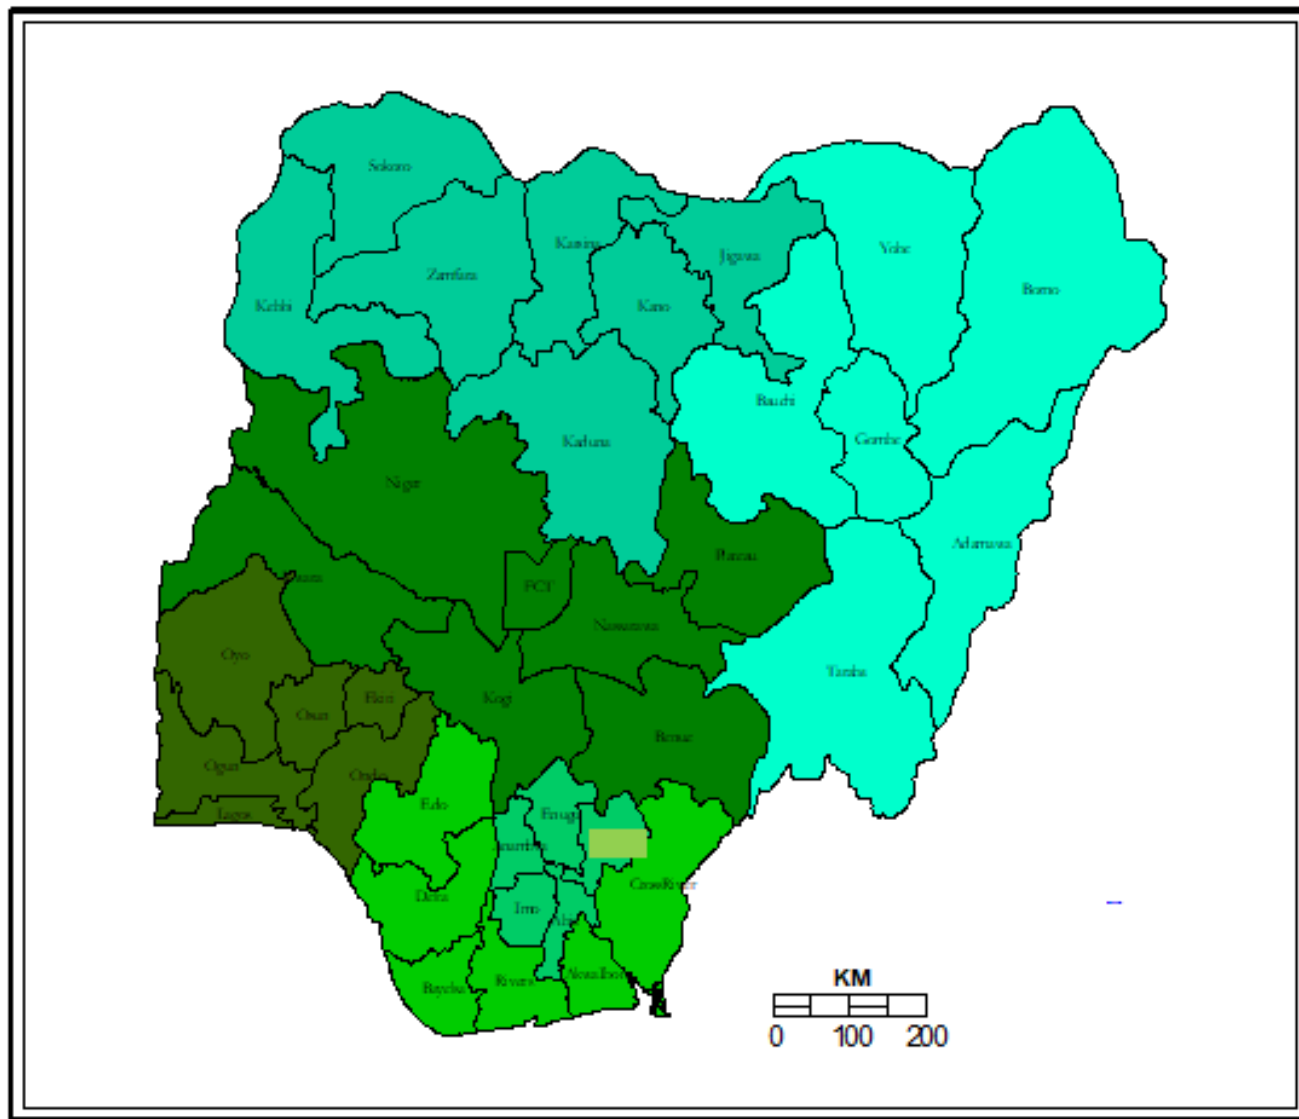 Sokoto
Katsina
Yobe
Jigawa
Zamfara
Borno
Kebbi
Kano
Bauchi
Gombe
Kaduna
Niger
Adamawa
Plateau
FCT
Nassarawa
Oyo
Taraba
Kogi
Ekiti
Osun
Benue
Ogun
Ondo
Edo
Lagos
Enugu
Anambra
CrossRiver
Delta
Imo
Abia
AkwaIbom
Rivers
Bayelsa
KM
0 100 200